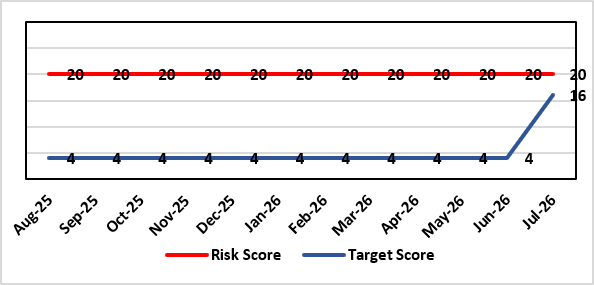 20 20 20 20 20 20 20 20 20 20 20 20
16
4 4 4 4 4 4 4 4 4 4 4
Aug-25 Sep-25 Oct-25 Nov-25 Dec-25 Jan-26 Feb-26 Mar-26 Apr-26 May-26 Jun-26 Jul-26
Risk Score Target Score